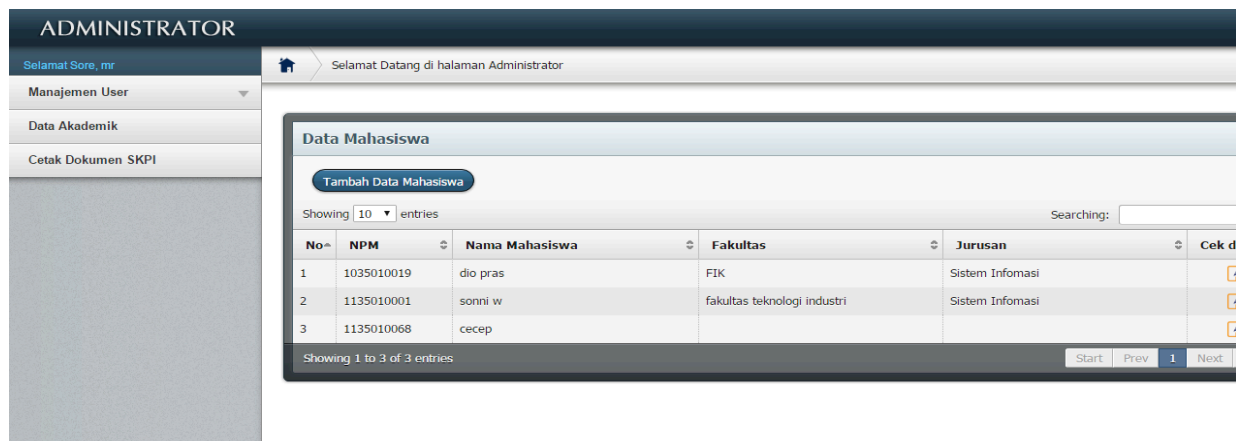 ADMINISTRATOR
Selamat Sore, mr
Selamat Datang di halaman Administrator
Manajemen User
Data Akademik
Cetak Dokumen SKPI
Data Mahasiswa
Tambah Data Mahasiswa
Showing 10 entries
Searching:
No NPM Nama Mahasiswa Fakultas Jurusan Cek d
1 1035010019 dio pras FIK Sistem Infomasi
2 1135010001 sonni w fakultas teknologi industri Sistem Infomasi
3 1135010068 cecep
Showing 1 to 3 of 3 entries
Start Prev 1 Next